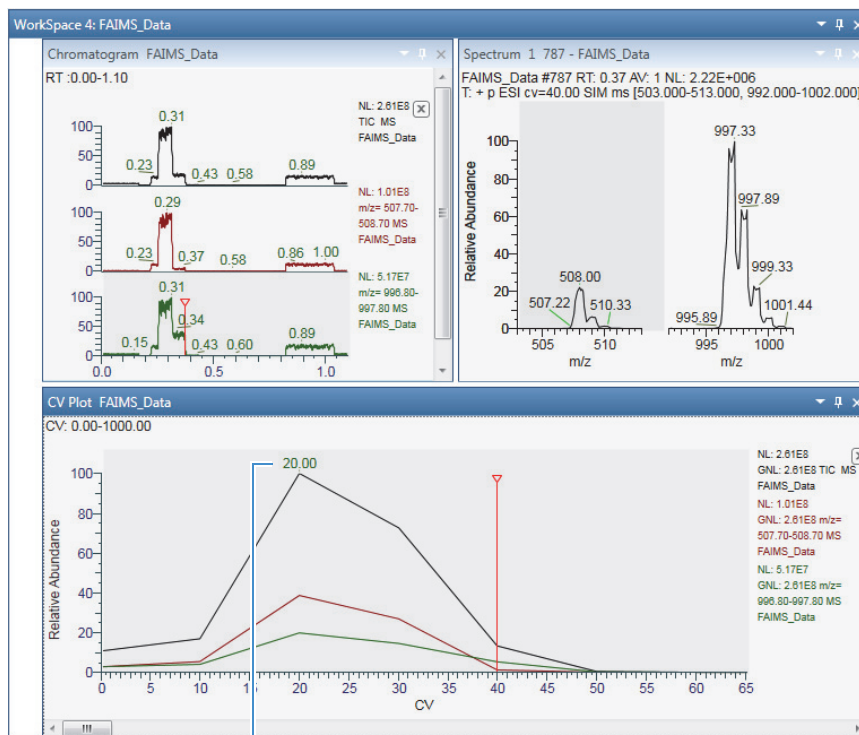 WorkSpace 4: FAIMS_Data
Chromatogram FAIMS_Data
RT :0.00-1.10
NL: 2.61E8
TIC MS
FAIMS_Data
0.31
100
50
0
0.23
0.43
0.58
0.89
NL: 1.01E8
m/z= 507.70-
508.70 MS
FAIMS_Data
0.29
100
50
0
0.23
0.37
0.58
0.86
1.00
NL: 5.17E7
m/z= 996.80-
997.80 MS
FAIMS_Data
0.31
100
50
0
0.15
0.34
0.43
0.60
0.89
0.0 0.5 1.0
Spectrum 1 787 - FAIMS_Data
FAIMS_Data #787 RT: 0.37 AV: 1 NL: 2.22E+006
T: + p ESI cv=40.00 SIM ms [503.000-513.000, 992.000-1002.000]
Relative Abundance
100
80
60
40
20
0
997.33
997.89
999.33
1001.44
995.89
508.00
507.22
510.33
505 510
m/z
995 1000
m/z
CV Plot FAIMS_Data
CV: 0.00-1000.00
20.00
Relative Abundance
100
80
60
40
20
0
0 5 10 15 20 25 30 35 40 45 50 55 60 65
CV
NL: 2.61E8
GNL: 2.61E8 TIC MS
FAIMS_Data
NL: 1.01E8
GNL: 2.61E8 m/z=
507.70-508.70 MS
FAIMS_Data
NL: 5.17E7
GNL: 2.61E8 m/z=
996.80-997.80 MS
FAIMS_Data